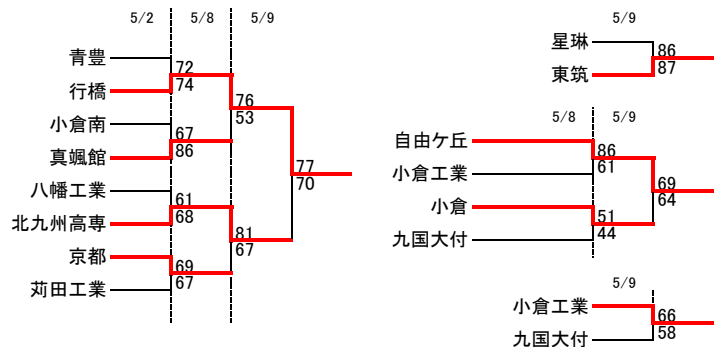 5/2 5/8 5/9
青豊
72
行橋
74
76
小倉南
53
67
真颯館
86
77
八幡工業
70
61
北九州高専
68
81
京都
67
69
苅田工業
67
5/9
星琳
86
東筑
87
5/8 5/9
自由ケ丘
86
小倉工業
61
69
小倉
64
51
九国大付
44
5/9
小倉工業
66
九国大付
58